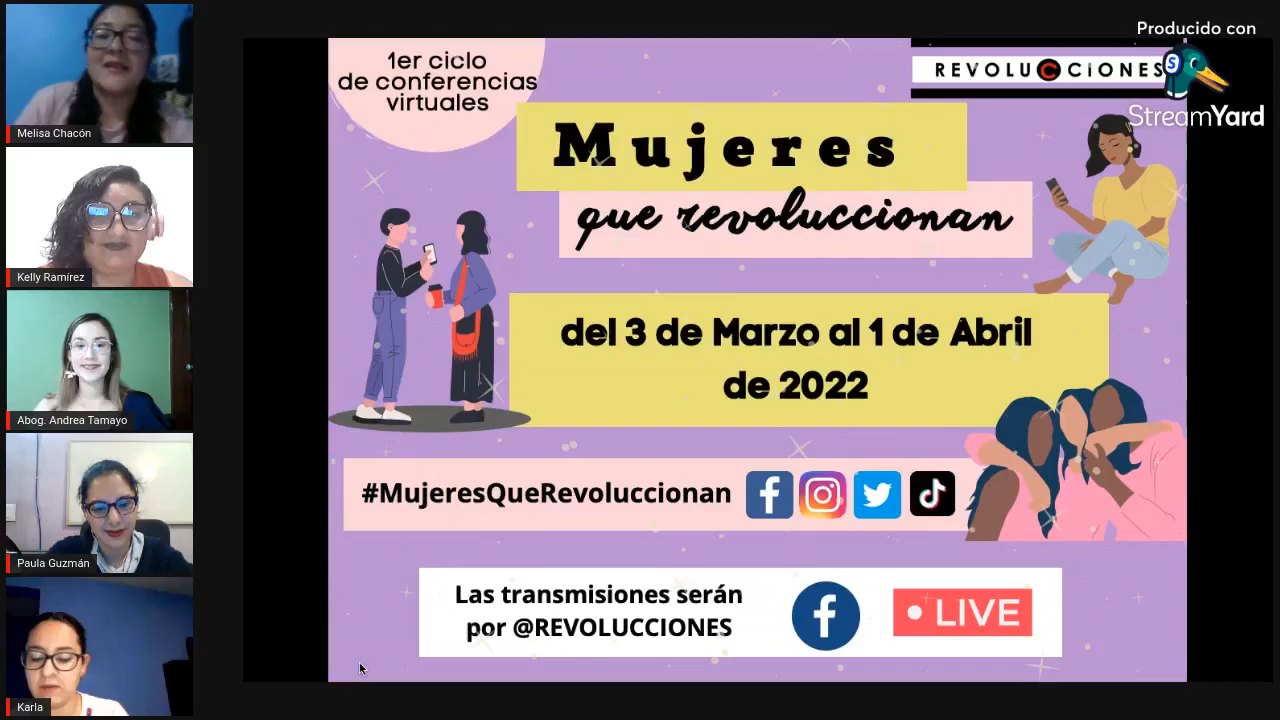 Melisa Chacón
Kelly Ramírez
Abog. Andrea Tamayo
Paula Guzmán
Karla
1er ciclo
de conferencias
virtuales
REVOLUCCIONES
Producido con
StreamYard
Mujeres
que revoluccionan
del 3 de Marzo al 1 de Abril
de 2022
#MujeresQueRevoluccionan
Las transmisiones serán
por @REVOLUCCIONES
LIVE